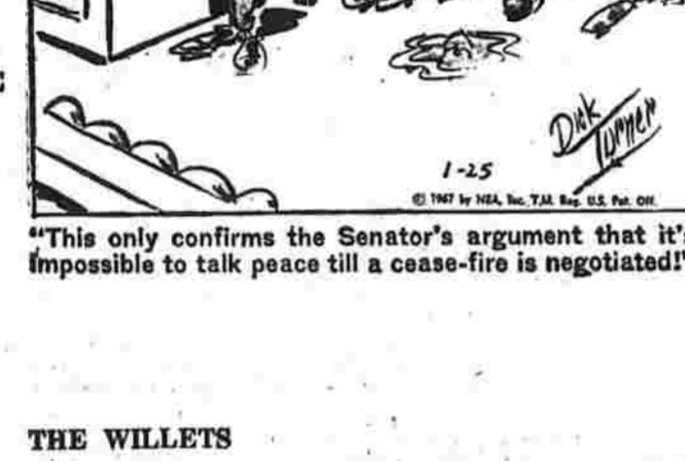 Dick
Turner
1-25
© 1967 by NEA, Inc. T.M. Reg. U.S. Pat. Off.
"This only confirms the Senator's argument that it's
impossible to talk peace till a cease-fire is negotiated!"
THE WILLETS